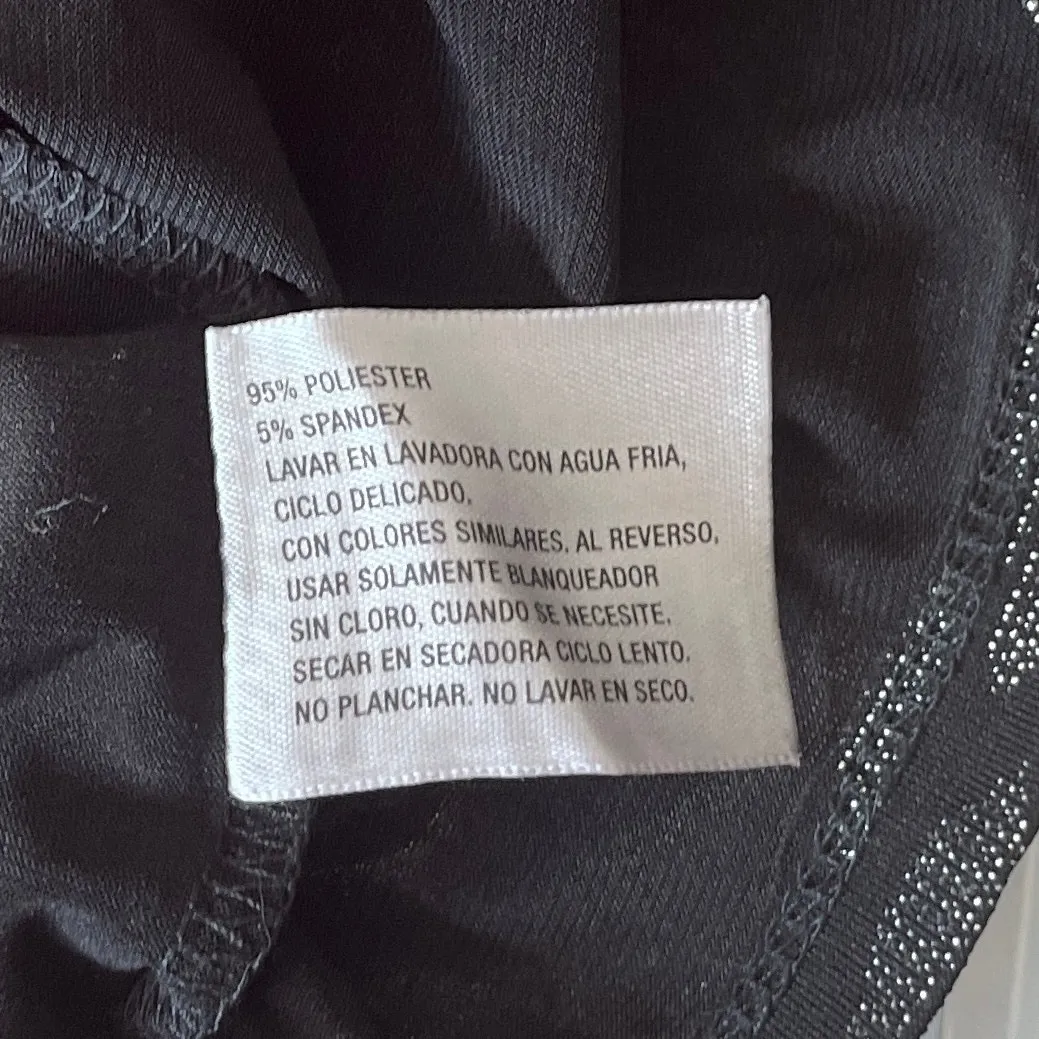 95% POLIESTER
5% SPANDEX
LAVAR EN LAVADORA CON AGUA FRIA,
CICLO DELICADO.
CON COLORES SIMILARES, AL REVERSO,
USAR SOLAMENTE BLANQUEADOR
SIN CLORO, CUANDO SE NECESITE.
SECAR EN SECADORA CICLO LENTO.
NO PLANCHAR. NO LAVAR EN SECO.